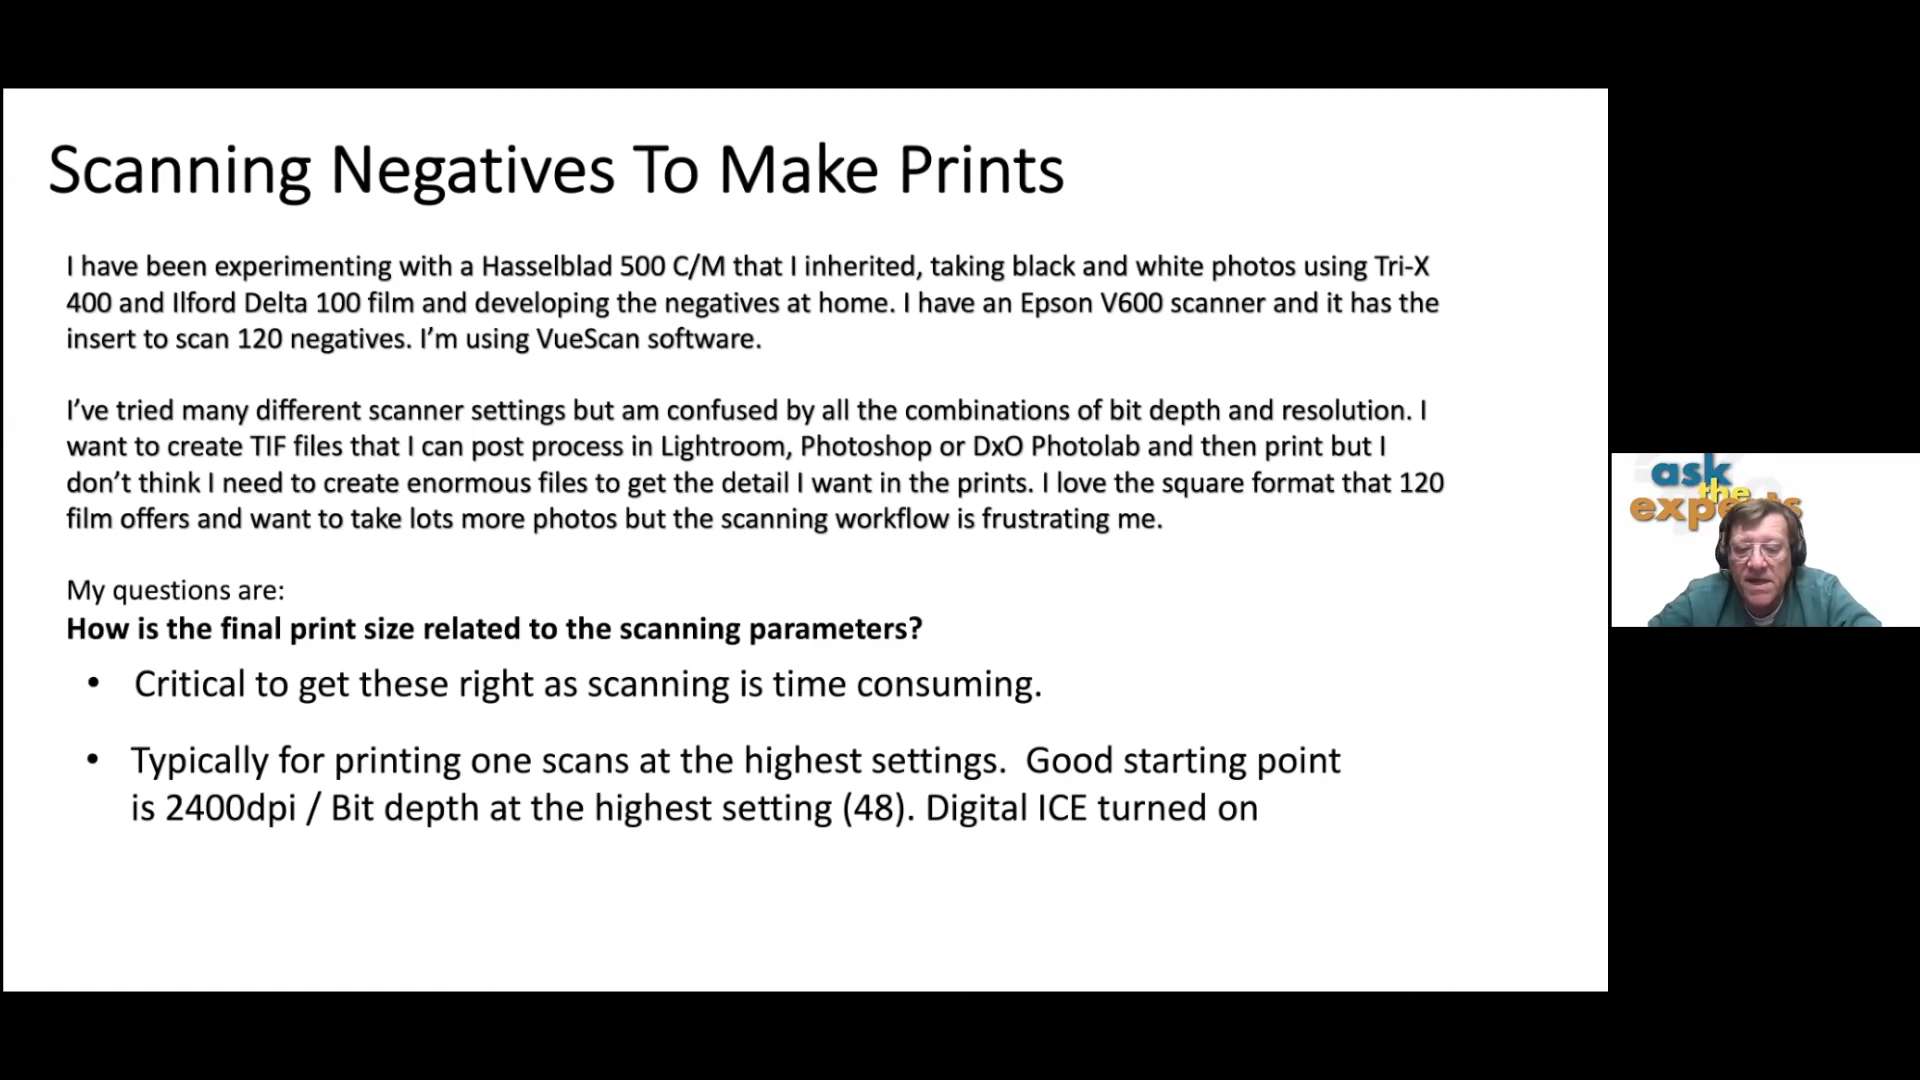 Scanning Negatives To Make Prints
I have been experimenting with a Hasselblad 500 C/M that I inherited, taking black and white photos using Tri-X
400 and Ilford Delta 100 film and developing the negatives at home. I have an Epson V600 scanner and it has the
insert to scan 120 negatives. I’m using VueScan software.
I’ve tried many different scanner settings but am confused by all the combinations of bit depth and resolution. I
want to create TIF files that I can post process in Lightroom, Photoshop or DxO Photolab and then print but I
don’t think I need to create enormous files to get the detail I want in the prints. I love the square format that 120
film offers and want to take lots more photos but the scanning workflow is frustrating me.
My questions are:
How is the final print size related to the scanning parameters?
• Critical to get these right as scanning is time consuming.
• Typically for printing one scans at the highest settings. Good starting point
is 2400dpi / Bit depth at the highest setting (48). Digital ICE turned on
ask
the